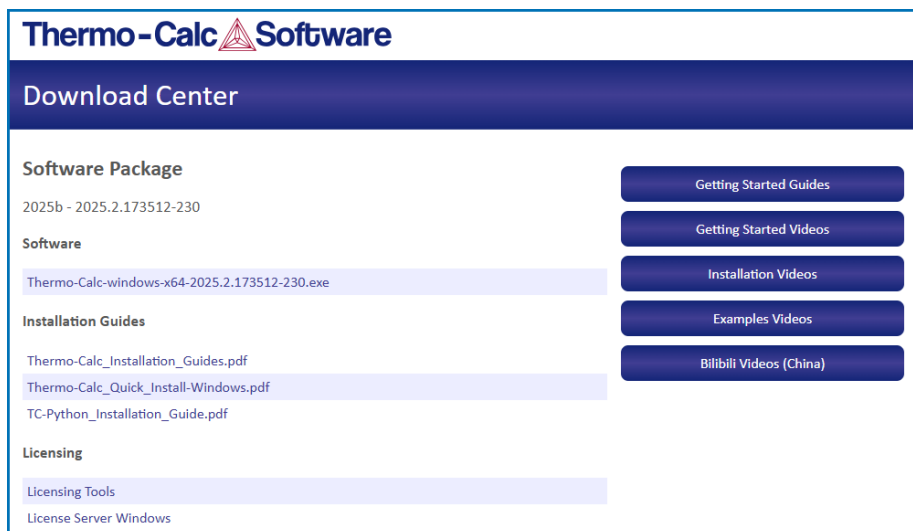 Thermo-Calc Software
Download Center
Software Package
2025b - 2025.2.173512-230
Software
Thermo-Calc-windows-x64-2025.2.173512-230.exe
Installation Guides
Thermo-Calc_Installation_Guides.pdf
Thermo-Calc_Quick_Install-Windows.pdf
TC-Python_Installation_Guide.pdf
Licensing
Licensing Tools
License Server Windows
Getting Started Guides
Getting Started Videos
Installation Videos
Examples Videos
Bilibili Videos (China)